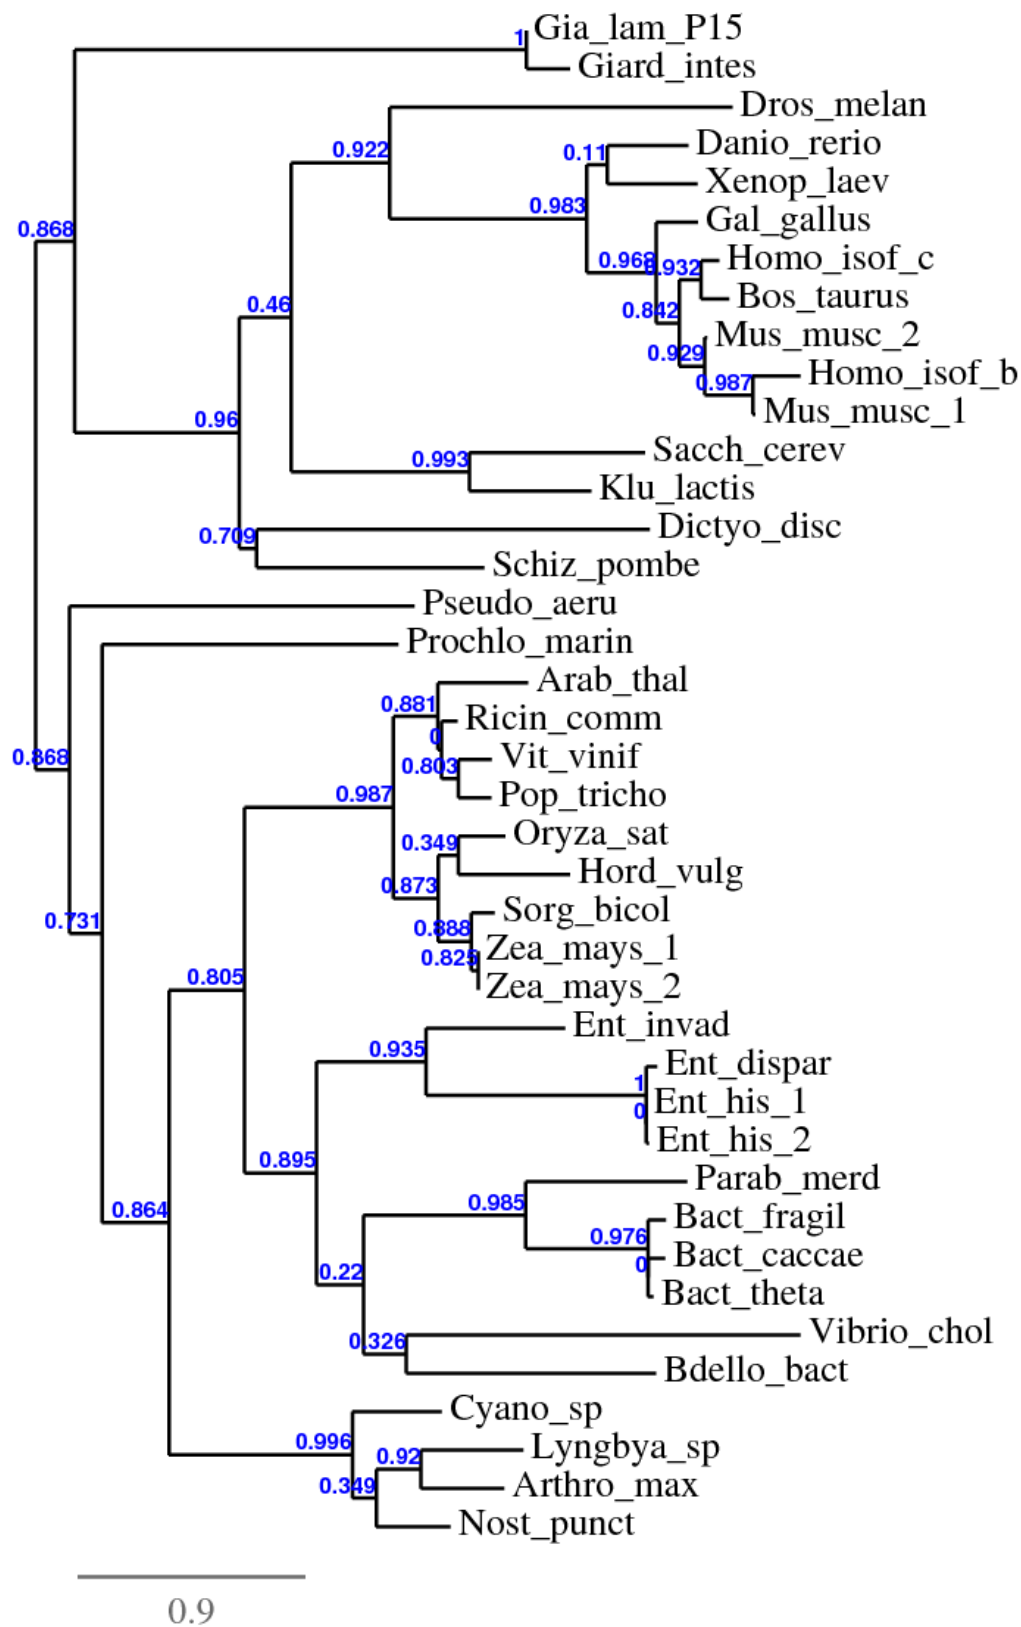 1 Gia_lam_P15
Giard_intes
Dros_melan
0.922
0.11 Danio_rerio
Xenop_laev
0.983
Gal_gallus
0.868
0.968 0.932 Homo_isof_c
Bos_taurus
0.46
0.842
Mus_musc_2
0.929
0.987 Homo_isof_b
Mus_musc_1
0.96
0.993 Sacch_cerev
Klu_lactis
0.709 Dictyo_disc
Schiz_pombe
Pseudo_aeru
Prochlo_marin
Arab_thal
0.881
Ricin_comm
0
0.868
0.803 Vit_vinif
Pop_tricho
0.987
0.349 Oryza_sat
Hord_vulg
0.873
Sorg_bicol
0.731
0.888
0.825 Zea_mays_1
Zea_mays_2
0.805
Ent_invad
0.935
Ent_dispar
1
0 Ent_his_1
Ent_his_2
0.895
Parab_merd
0.985
0.864
Bact_fragil
0.976
0 Bact_caccae
0.22
Bact_theta
0.326 Vibrio_chol
Bdello_bact
Cyano_sp
0.996
0.92 Lyngbya_sp
0.349 Arthro_max
Nost_punct
0.9